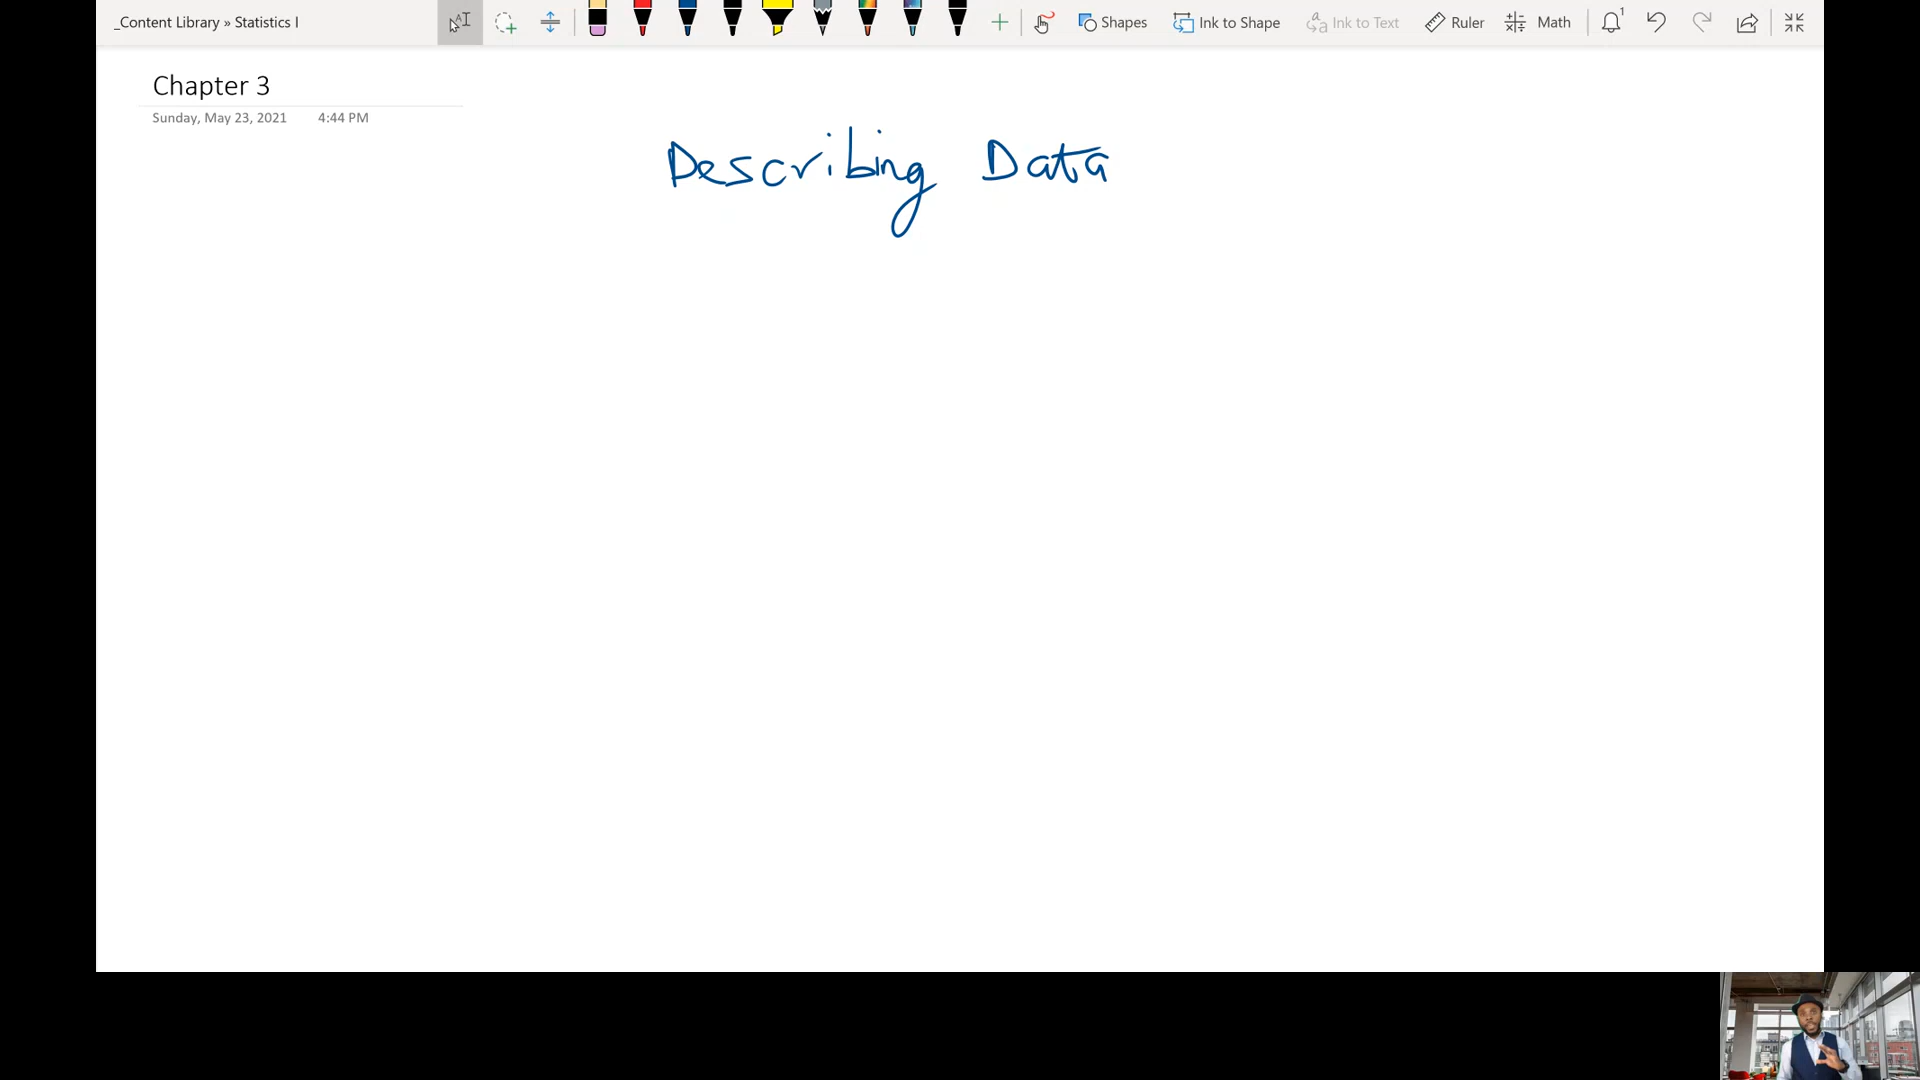 _Content Library » Statistics I
Shapes
Ink to Shape
Ink to Text
Ruler
Math
1
Chapter 3
Sunday, May 23, 2021 4:44 PM
Describing Data